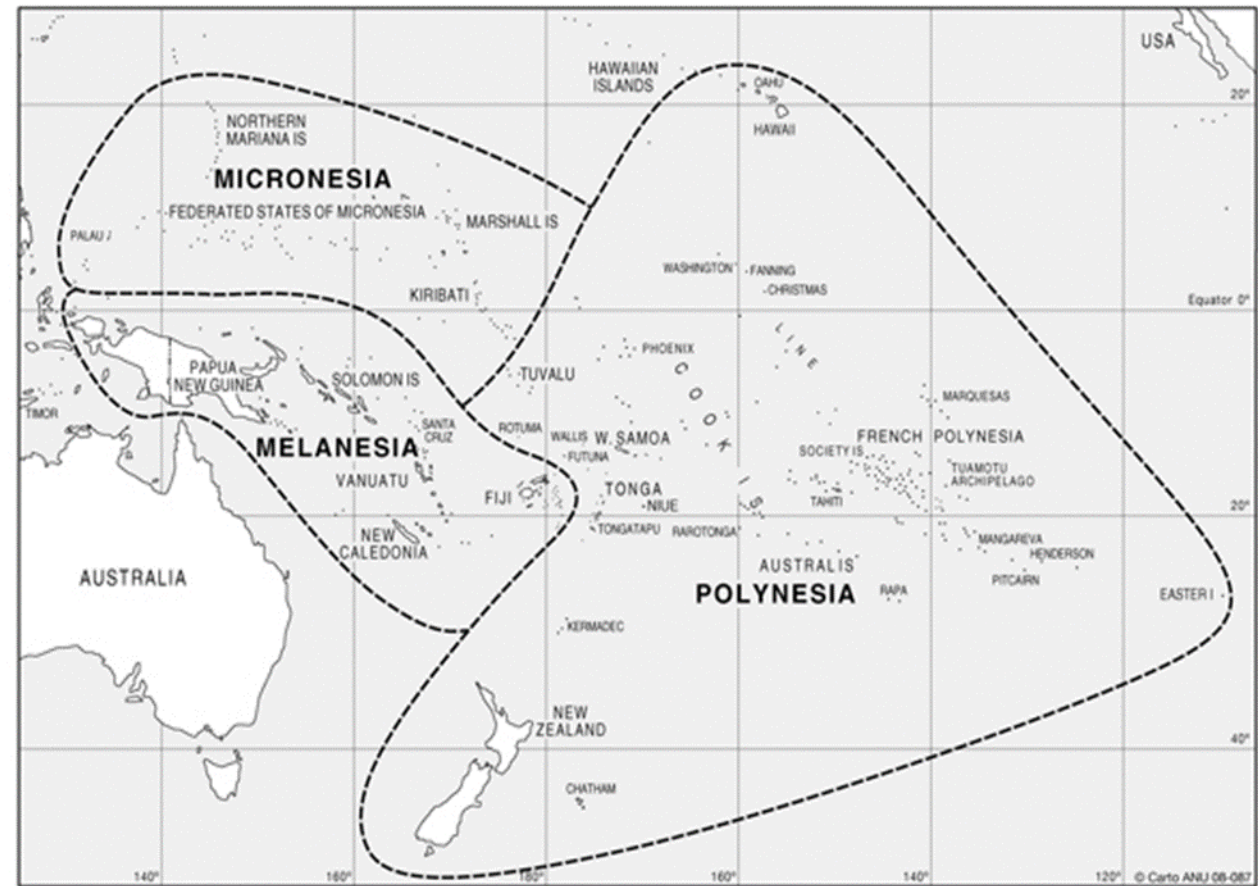 USA
HAWAIIAN
ISLANDS
OAHU
20°
HAWAII
NORTHERN
MARIANA IS
MICRONESIA
FEDERATED STATES OF MICRONESIA
MARSHALL IS
PALAU
WASHINGTON
FANNING
CHRISTMAS
KIRIBATI
Equator 0°
LINE
PHOENIX
TUVALU
PAPUA
NEW GUINEA
SOLOMON IS
COOK IS
MARQUESAS
TIMOR
SANTA
CRUZ
ROTUMA
WALLIS
W. SAMOA
FRENCH POLYNESIA
MELANESIA
FUTUNA
SOCIETY IS
TUAMOTU
ARCHIPELAGO
VANUATU
FIJI
TONGA
NIUE
TAHITI
20°
TONGATAPU
RAROTONGA
NEW
CALEDONIA
MANGAREVA
HENDERSON
AUSTRALIA
AUSTRALIS
PITCAIRN
POLYNESIA
RAPA
EASTER I
KERMADEC
NEW
ZEALAND
40°
CHATHAM
140°
160°
180°
160°
140°
120°
© Carto ANU 08-087